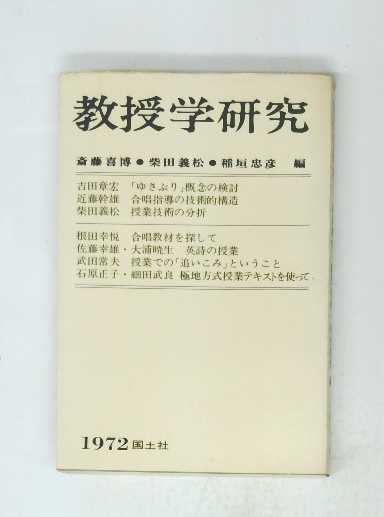 教授学研究
斎藤喜博●柴田義松●稲垣忠彦 編
吉田章宏 「ゆさぶり」概念の検討
近藤幹雄 合唱指導の技術的構造
柴田義松 授業技術の分析
根田幸悦 合唱教材を探して
佐藤幸雄・大浦暁生 英詩の授業
武田常夫 授業での「追いこみ」ということ
石原正子・細田武良 極地方式授業テキストを使って
1972 国土社